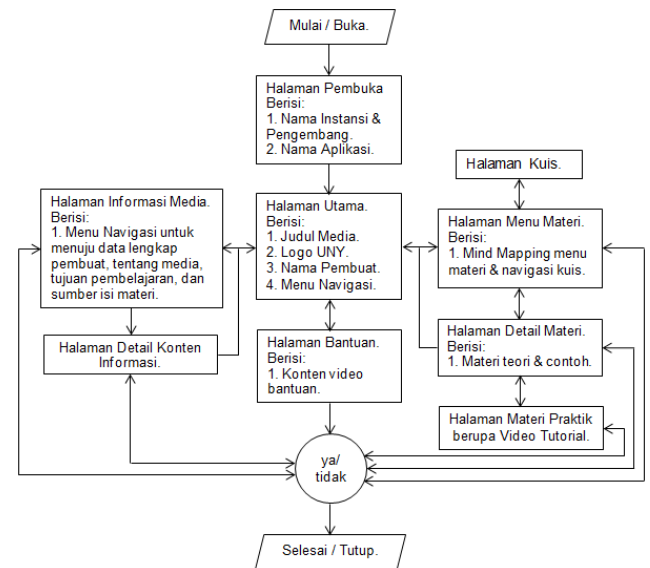 Mulai / Buka.
Halaman Pembuka
Berisi:
1. Nama Instansi &
Pengembang.
2. Nama Aplikasi.
Halaman Kuis.
Halaman Informasi Media.
Berisi:
1. Menu Navigasi untuk
menuju data lengkap
pembuat, tentang media,
tujuan pembelajaran, dan
sumber isi materi.
Halaman Utama.
Berisi:
1. Judul Media.
2. Logo UNY.
3. Nama Pembuat.
4. Menu Navigasi.
Halaman Menu Materi.
Berisi:
1. Mind Mapping menu
materi & navigasi kuis.
Halaman Detail Konten
Informasi.
Halaman Bantuan.
Berisi:
1. Konten video
bantuan.
Halaman Detail Materi.
Berisi:
1. Materi teori & contoh.
Halaman Materi Praktik
berupa Video Tutorial.
ya/
tidak
Selesai / Tutup.